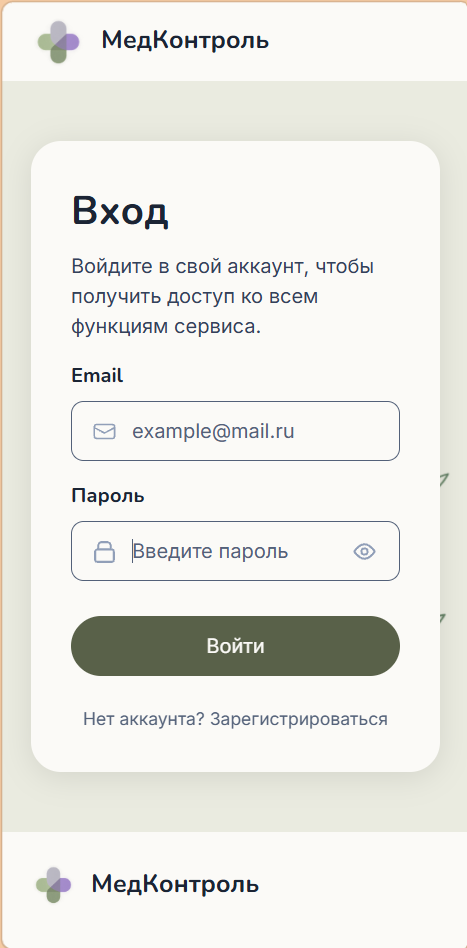 МедКонтроль
Вход
Войдите в свой аккаунт, чтобы
получить доступ ко всем
функциям сервиса.
Email
example@mail.ru
Пароль
Введите пароль
Войти
Нет аккаунта? Зарегистрироваться
МедКонтроль